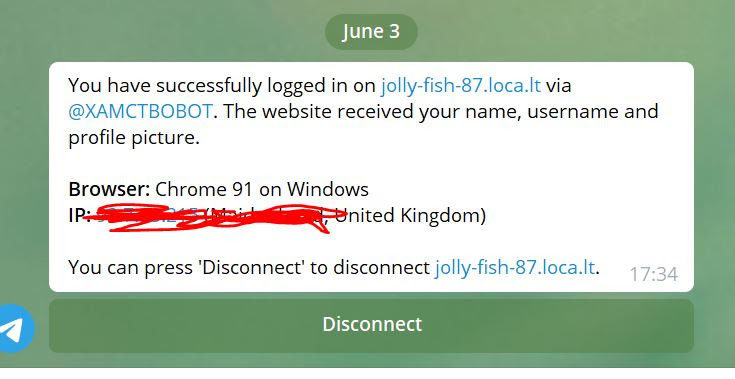 June 3
You have successfully logged in on jolly-fish-87.loca.lt via
@XAMCTBOBOT. The website received your name, username and
profile picture.
Browser: Chrome 91 on Windows
IP: United Kingdom)
You can press 'Disconnect' to disconnect jolly-fish-87.loca.lt.
17:34
Disconnect